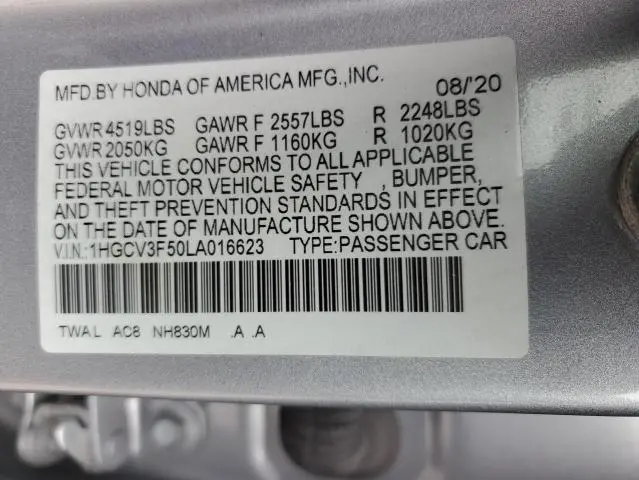 MFD.BY HONDA OF AMERICA MFG.,INC. 08/'20
GVWR 4519LBS GAWR F 2557LBS R 2248LBS
GVWR 2050KG GAWR F 1160KG R 1020KG
THIS VEHICLE CONFORMS TO ALL APPLICABLE
FEDERAL MOTOR VEHICLE SAFETY , BUMPER,
AND THEFT PREVENTION STANDARDS IN EFFECT
ON THE DATE OF MANUFACTURE SHOWN ABOVE.
V.I.N.:1HGCV3F50LA016623 TYPE:PASSENGER CAR
TWAL AC8 NH830M .A .A